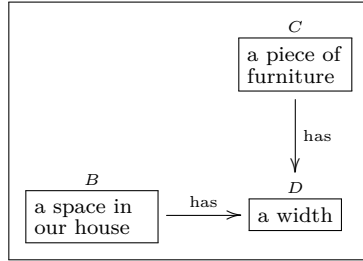 C
a piece of
furniture
has
B
a space in
our house
has
D
a width